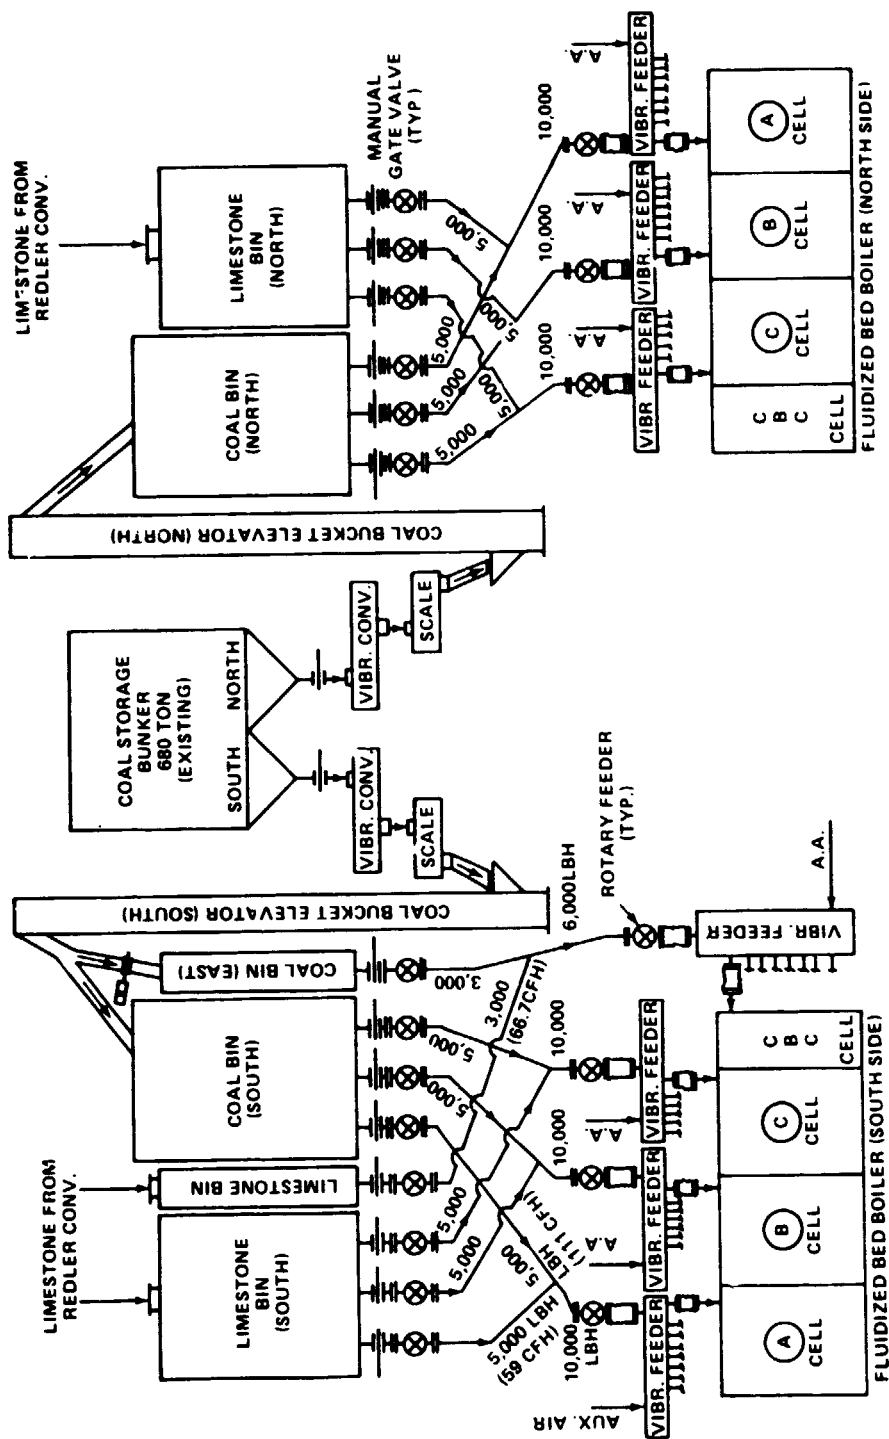 LIMESTONE FROM
REDLER CONV.
LIMESTONE
BIN
(SOUTH)
LIMESTONE BIN
COAL BIN
(SOUTH)
COAL BIN (EAST)
COAL BUCKET ELEVATOR (SOUTH)
COAL STORAGE
BUNKER
680 TON
(EXISTING)
SOUTH
NORTH
VIBR. CONV.
SCALE
VIBR. CONV.
SCALE
COAL BUCKET ELEVATOR (NORTH)
COAL BIN
(NORTH)
LIMESTONE FROM
REDLER CONV.
LIMESTONE
BIN
(NORTH)
MANUAL
GATE VALVE
(TYP.)
5,000 LBH
(59 CFH)
5,000
LBH
(111 CFH)
5,000
5,000
5,000
5,000
3,000
3,000
(66.7CFH)
6,000LBH
10,000
LBH
10,000
10,000
ROTARY FEEDER
(TYP.)
5,000
5,000
5,000
5,000
5,000
5,000
10,000
10,000
10,000
AUX. AIR
A.A.
A.A.
A.A.
A.A.
A.A.
A.A.
VIBR. FEEDER
VIBR. FEEDER
VIBR. FEEDER
VIBR. FEEDER
VIBR. FEEDER
VIBR. FEEDER
VIBR. FEEDER
A
CELL
B
CELL
C
CELL
C
B
C
CELL
FLUIDIZED BED BOILER (SOUTH SIDE)
C
B
C
CELL
C
CELL
B
CELL
A
CELL
FLUIDIZED BED BOILER (NORTH SIDE)